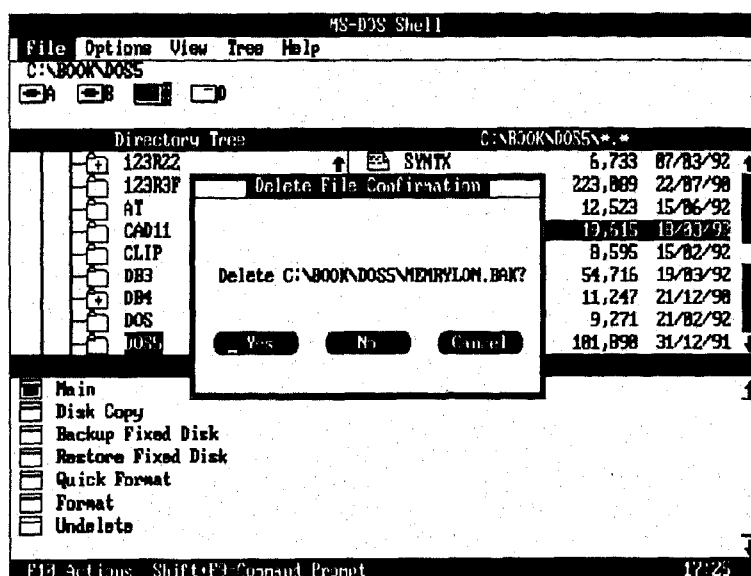 MS-DOS Shell
File Options View Tree Help
C:\BOOK\DOS5
A B D
Directory Tree C:\BOOK\DOS5\*.*
123R22 SYNTX 6,733 07/03/92
123R3F 223,889 22/07/90
AT 12,523 15/06/92
CAD11
CLIP 8,595 15/02/92
DB3 54,716 19/03/92
DB4 11,247 21/12/90
DOS 9,271 21/02/92
DOS5 101,890 31/12/91
Delete File Confirmation
Delete C:\BOOK\DOS5\MEMRYLOM.BAK?
Yes No Cancel
Main
Disk Copy
Backup Fixed Disk
Restore Fixed Disk
Quick Format
Format
Undelete
F10=Actions Shift+F9=Command Prompt 17:25